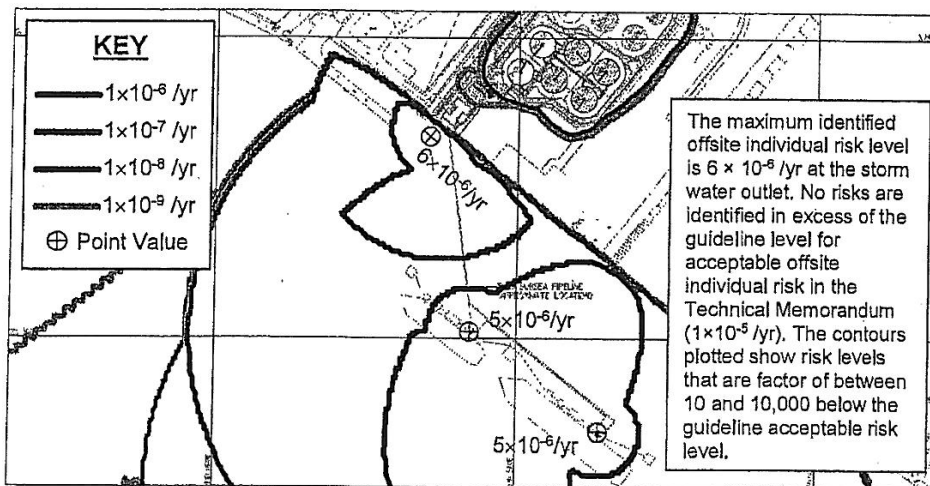 KEY
1×10⁻⁶ /yr
1×10⁻⁷ /yr
1×10⁻⁸ /yr
1×10⁻⁹ /yr
Point Value
6×10⁻⁶/yr
SUBSEA PIPELINE
5×10⁻⁶/yr
5×10⁻⁶/yr
The maximum identified
offsite individual risk level
is 6 × 10⁻⁶ /yr at the storm
water outlet. No risks are
identified in excess of the
guideline level for
acceptable offsite
individual risk in the
Technical Memorandum
(1×10⁻⁵ /yr). The contours
plotted show risk levels
that are factor of between
10 and 10,000 below the
guideline acceptable risk
level.